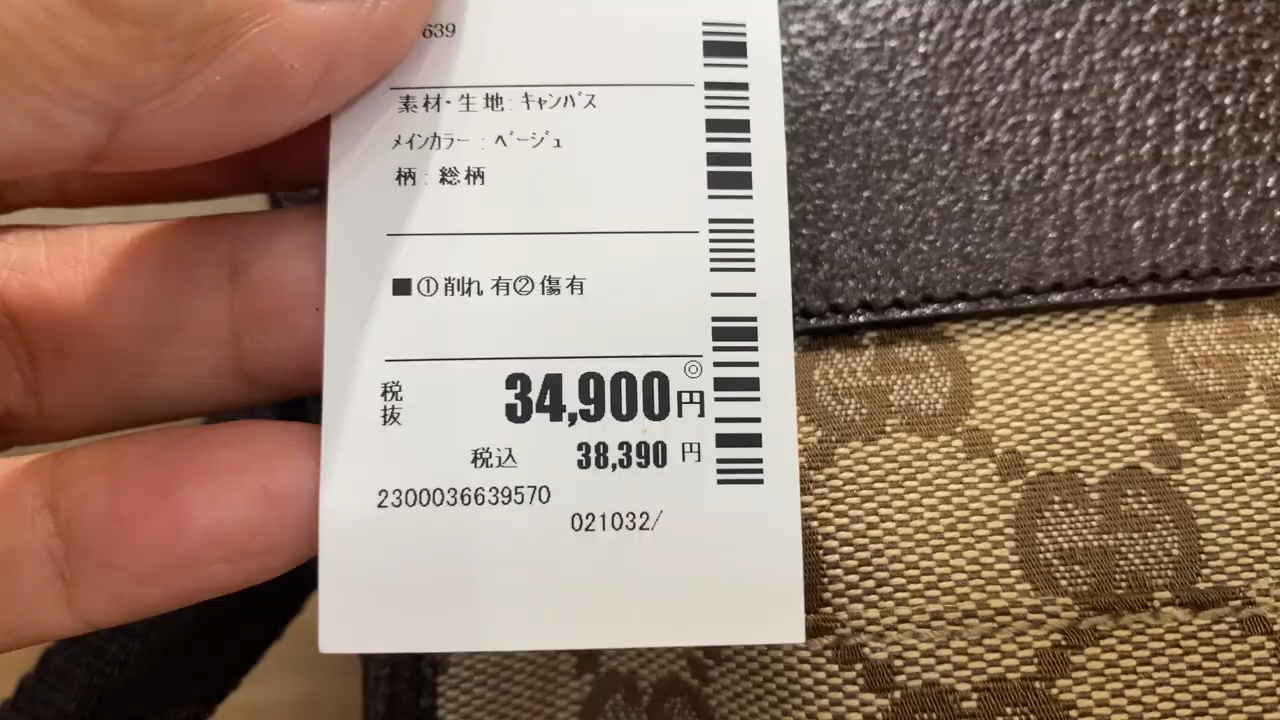 639
素材・生地：ｷｬﾝﾊﾞｽ
ﾒｲﾝｶﾗｰ：ﾍﾞｰｼﾞｭ
柄：総柄
■①削れ 有②傷有
◎
税抜 34,900円
税込 38,390 円
2300036639570
021032/